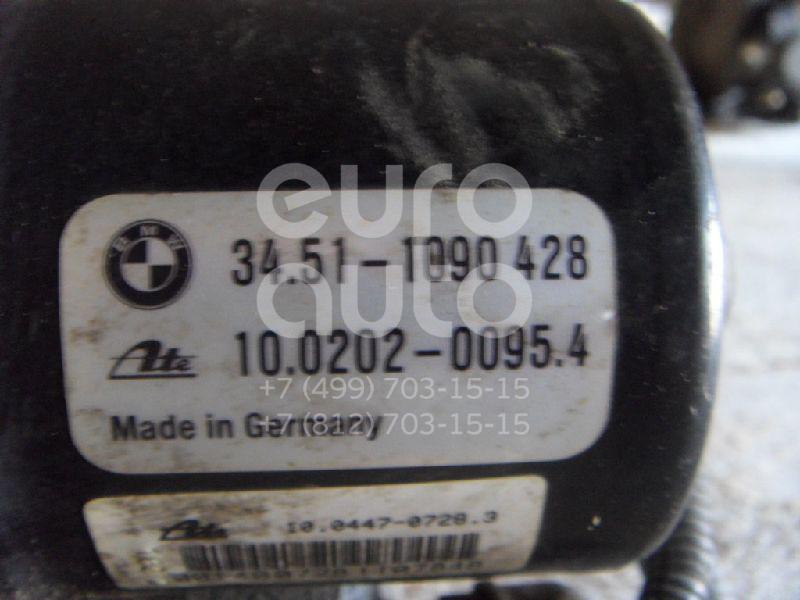 euro
auto
BMW
34.51-1090 428
Ate
10.0202-0095.4
+7 (499) 703-15-15
+7 (812) 703-15-15
Made in Germany
Ate 10.0447-0728.3